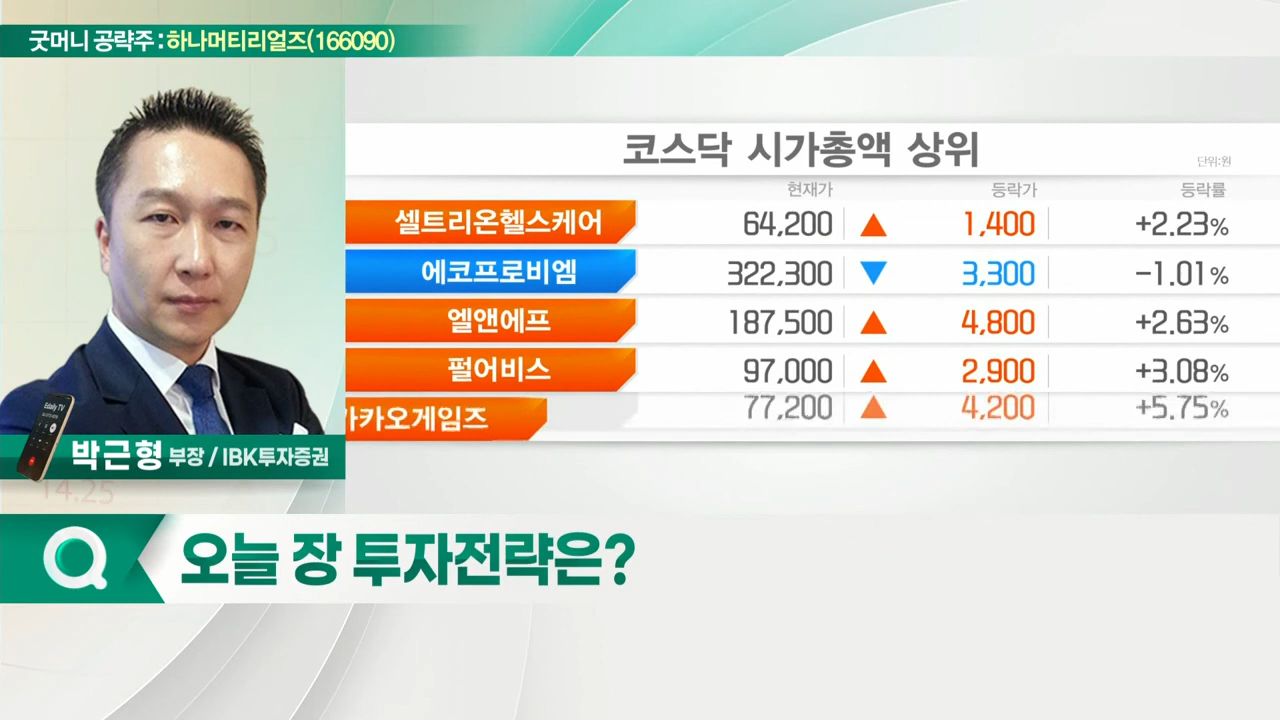 굿머니 공략주 : 하나머티리얼즈(166090)
코스닥 시가총액 상위
단위:원
현재가 등락가 등락률
셀트리온헬스케어 64,200 ▲ 1,400 +2.23%
에코프로비엠 322,300 ▼ 3,300 -1.01%
엘앤에프 187,500 ▲ 4,800 +2.63%
펄어비스 97,000 ▲ 2,900 +3.08%
카카오게임즈 77,200 ▲ 4,200 +5.75%
Edaily TV
박근형 부장 / IBK투자증권
14.25
Q 오늘 장 투자전략은?